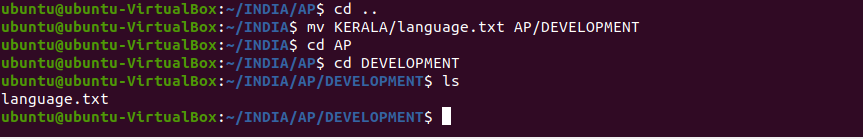 ubuntu@ubuntu-VirtualBox:~/INDIA/AP$ cd ..
ubuntu@ubuntu-VirtualBox:~/INDIA$ mv KERALA/language.txt AP/DEVELOPMENT
ubuntu@ubuntu-VirtualBox:~/INDIA$ cd AP
ubuntu@ubuntu-VirtualBox:~/INDIA/AP$ cd DEVELOPMENT
ubuntu@ubuntu-VirtualBox:~/INDIA/AP/DEVELOPMENT$ ls
language.txt
ubuntu@ubuntu-VirtualBox:~/INDIA/AP/DEVELOPMENT$